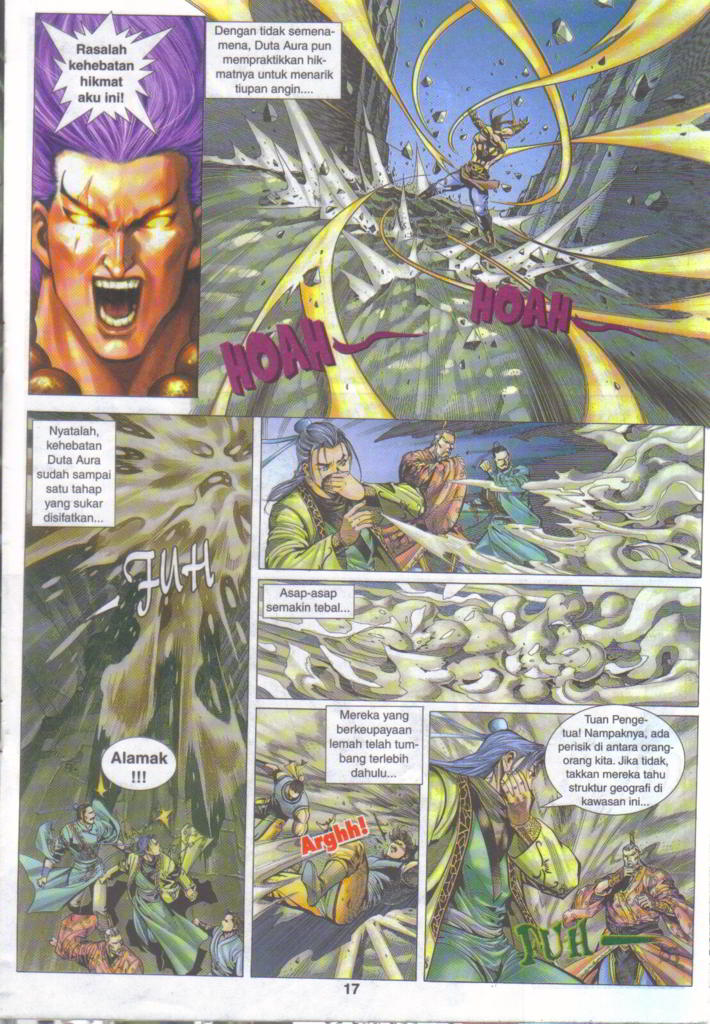 Rasalah
kehebatan
hikmat
aku ini!
Dengan tidak semena-
mena, Duta Aura pun
mempraktikkan hik-
matnya untuk menarik
tiupan angin....
HOAH
HOAH
Nyatalah,
kehebatan
Duta Aura
sudah sampai
satu tahap
yang sukar
disifatkan...
FUH
Alamak
!!!
Asap-asap
semakin tebal...
Mereka yang
berkeupayaan
lemah telah tum-
bang terlebih
dahulu...
Arghh!
Tuan Penge-
tua! Nampaknya, ada
perisik di antara orang-
orang kita. Jika tidak,
takkan mereka tahu
struktur geografi di
kawasan ini...
FUH
17